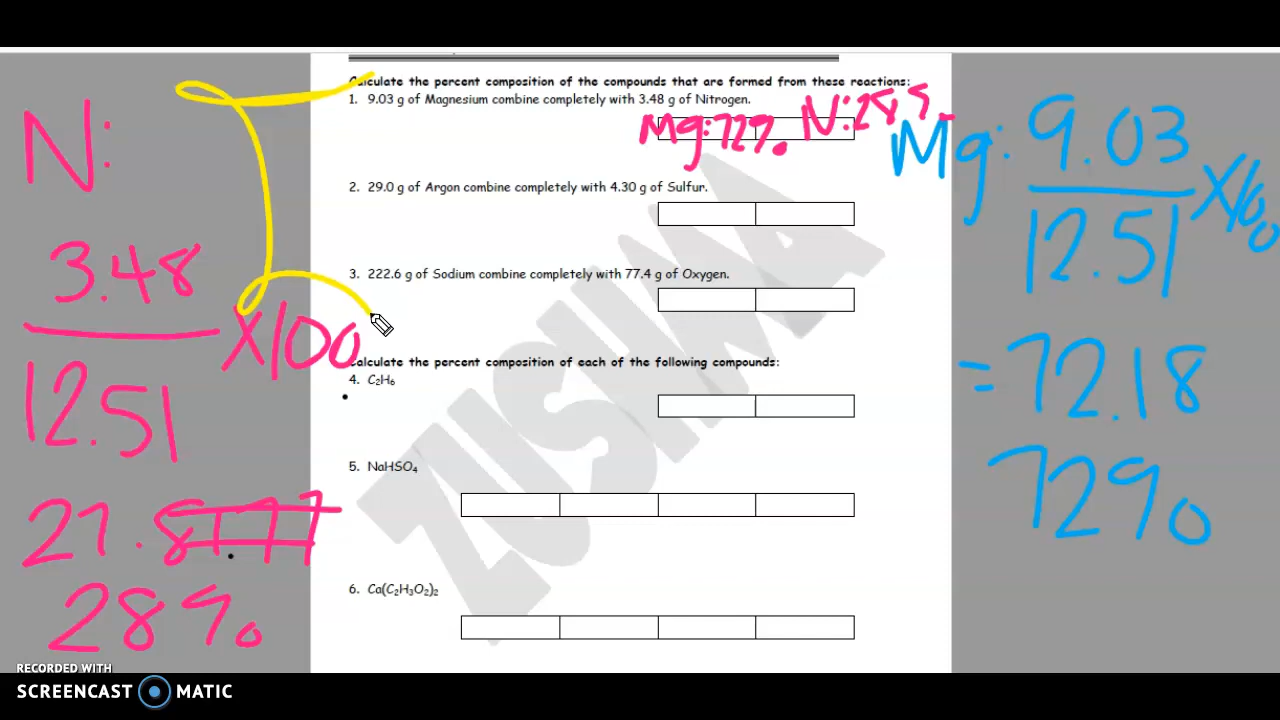 Calculate the percent composition of the compounds that are formed from these reactions:
1. 9.03 g of Magnesium combine completely with 3.48 g of Nitrogen.
Mg:72% N:28%
2. 29.0 g of Argon combine completely with 4.30 g of Sulfur.
3. 222.6 g of Sodium combine completely with 77.4 g of Oxygen.
Calculate the percent composition of each of the following compounds:
4. C₂H₆
5. NaHSO₄
6. Ca(C₂H₃O₂)₂
ZUSHMA
N:
3.48
12.51
X100
27.8177
28%
Mg:
9.03
12.51
X100
=72.18
72%
RECORDED WITH
SCREENCAST MATIC